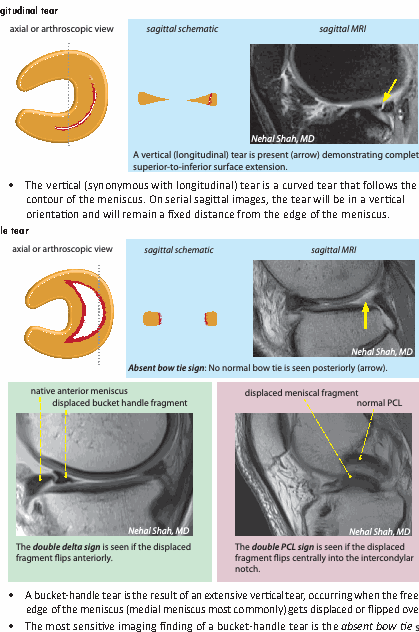 gitudinal tear
axial or arthroscopic view
sagittal schematic
sagittal MRI
Nehal Shah, MD
A vertical (longitudinal) tear is present (arrow) demonstrating complet
superior-to-inferior surface extension.
• The vertical (synonymous with longitudinal) tear is a curved tear that follows the
contour of the meniscus. On serial sagittal images, the tear will be in a vertical
orientation and will remain a fixed distance from the edge of the meniscus.
le tear
axial or arthroscopic view
sagittal schematic
sagittal MRI
Nehal Shah, MD
Absent bow tie sign: No normal bow tie is seen posteriorly (arrow).
native anterior meniscus
displaced bucket handle fragment
Nehal Shah, MD
The double delta sign is seen if the displaced
fragment flips anteriorly.
displaced meniscal fragment
normal PCL
Nehal Shah, MD
The double PCL sign is seen if the displaced
fragment flips centrally into the intercondylar
notch.
• A bucket-handle tear is the result of an extensive vertical tear, occurring when the free
edge of the meniscus (medial meniscus most commonly) gets displaced or flipped ove
• The most sensitive imaging finding of a bucket-handle tear is the absent bow tie s